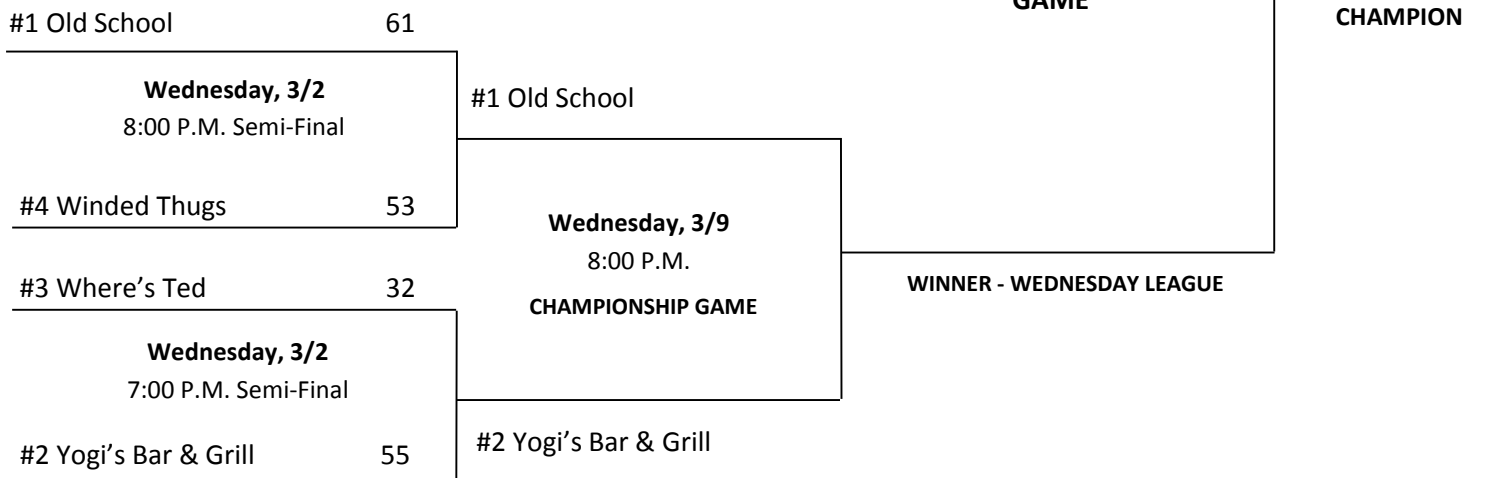 GAME
CHAMPION
#1 Old School 61
Wednesday, 3/2
8:00 P.M. Semi-Final
#1 Old School
#4 Winded Thugs 53
Wednesday, 3/9
8:00 P.M.
CHAMPIONSHIP GAME
WINNER - WEDNESDAY LEAGUE
#3 Where’s Ted 32
Wednesday, 3/2
7:00 P.M. Semi-Final
#2 Yogi’s Bar & Grill
#2 Yogi’s Bar & Grill 55